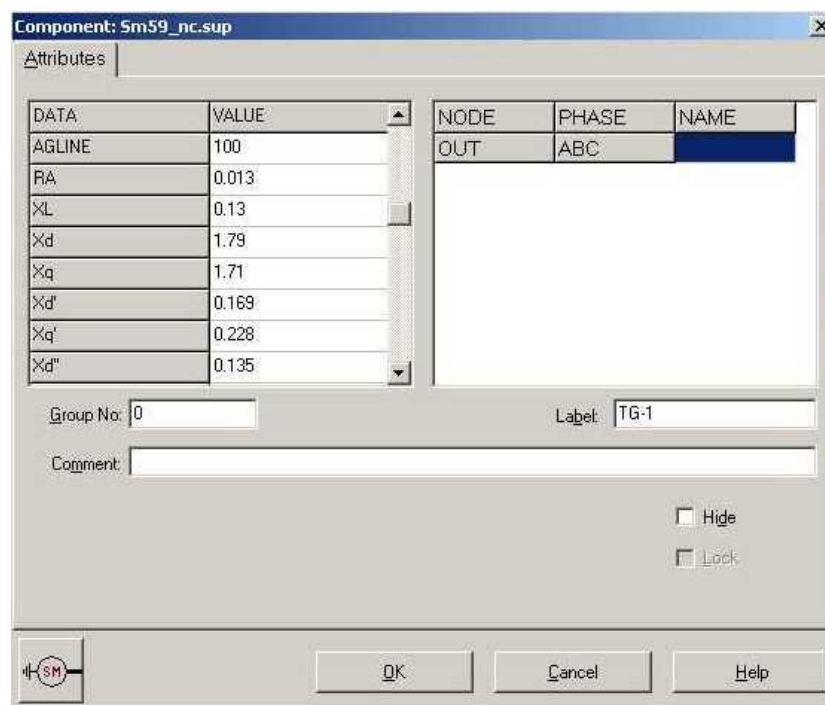 Component: Sm59_nc.sup
Attributes
DATA VALUE
AGLINE 100
RA 0.013
XL 0.13
Xd 1.79
Xq 1.71
Xd' 0.169
Xq' 0.228
Xd" 0.135
NODE PHASE NAME
OUT ABC
Group No: 0
Label: TG-1
Comment:
Hide
Lock
SM
OK Cancel Help